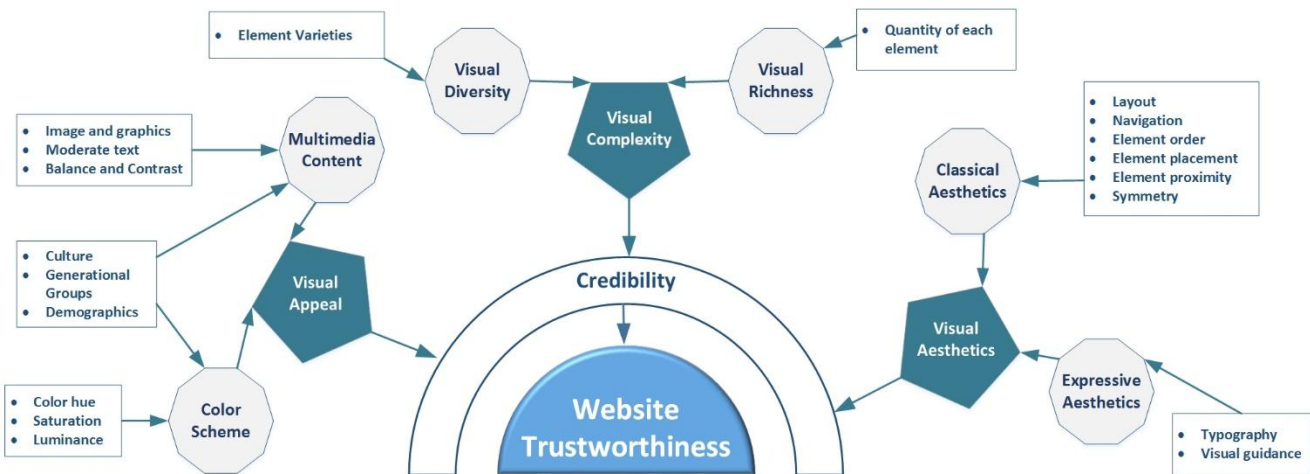 • Element Varieties
Visual
Diversity
Visual
Richness
• Quantity of each
element
Visual
Complexity
• Image and graphics
• Moderate text
• Balance and Contrast
Multimedia
Content
Classical
Aesthetics
• Layout
• Navigation
• Element order
• Element placement
• Element proximity
• Symmetry
• Culture
• Generational
Groups
• Demographics
Visual
Appeal
Credibility
Visual
Aesthetics
Expressive
Aesthetics
• Color hue
• Saturation
• Luminance
Color
Scheme
Website
Trustworthiness
• Typography
• Visual guidance